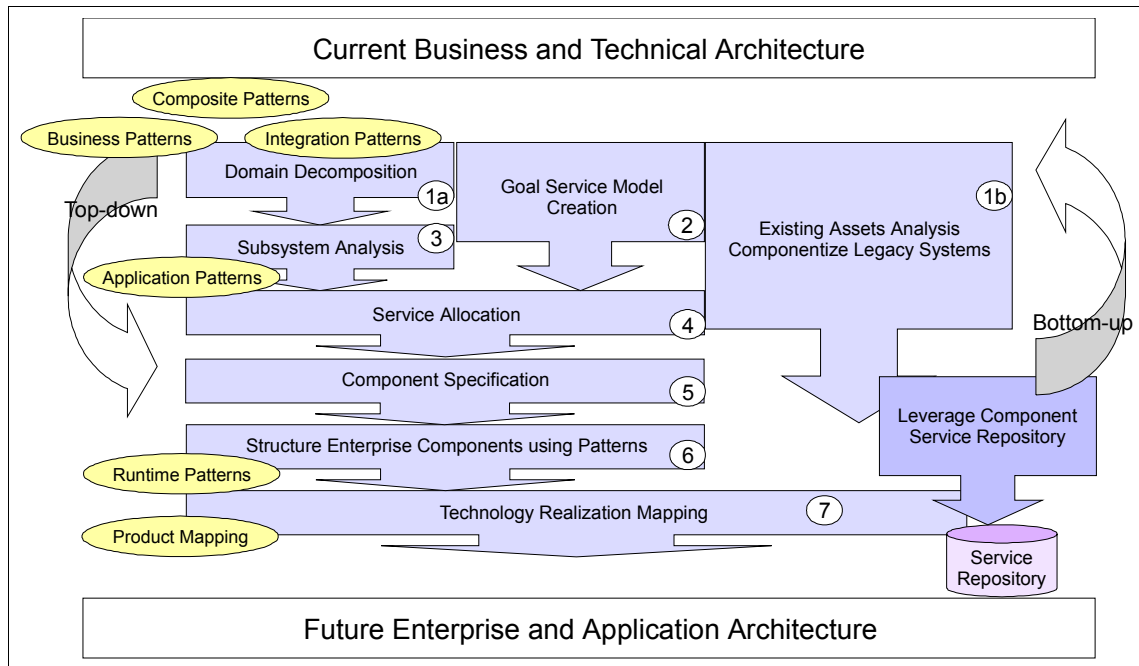 Current Business and Technical Architecture
Composite Patterns
Business Patterns
Integration Patterns
Domain Decomposition
1a
Goal Service Model
Creation
2
1b
Existing Assets Analysis
Componentize Legacy Systems
Top-down
Subsystem Analysis
3
Application Patterns
Service Allocation
4
Bottom-up
Component Specification
5
Leverage Component
Service Repository
Structure Enterprise Components using Patterns
6
Runtime Patterns
Technology Realization Mapping
7
Product Mapping
Service
Repository
Future Enterprise and Application Architecture